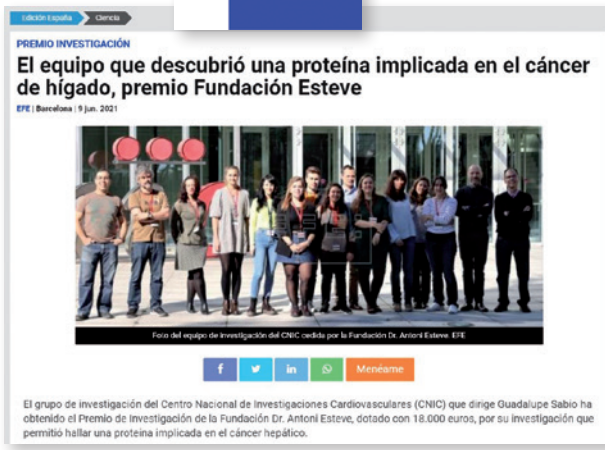 Edición España
Ciencia
PREMIO INVESTIGACIÓN
El equipo que descubrió una proteína implicada en el cáncer
de hígado, premio Fundación Esteve
EFE | Barcelona | 9 jun. 2021
Foto del equipo de investigación del CNIC cedida por la Fundación Dr. Antoni Esteve. EFE
f
in
Menéame
El grupo de investigación del Centro Nacional de Investigaciones Cardiovasculares (CNIC) que dirige Guadalupe Sabio ha
obtenido el Premio de Investigación de la Fundación Dr. Antoni Esteve, dotado con 18.000 euros, por su investigación que
permitió hallar una proteína implicada en el cáncer hepático.